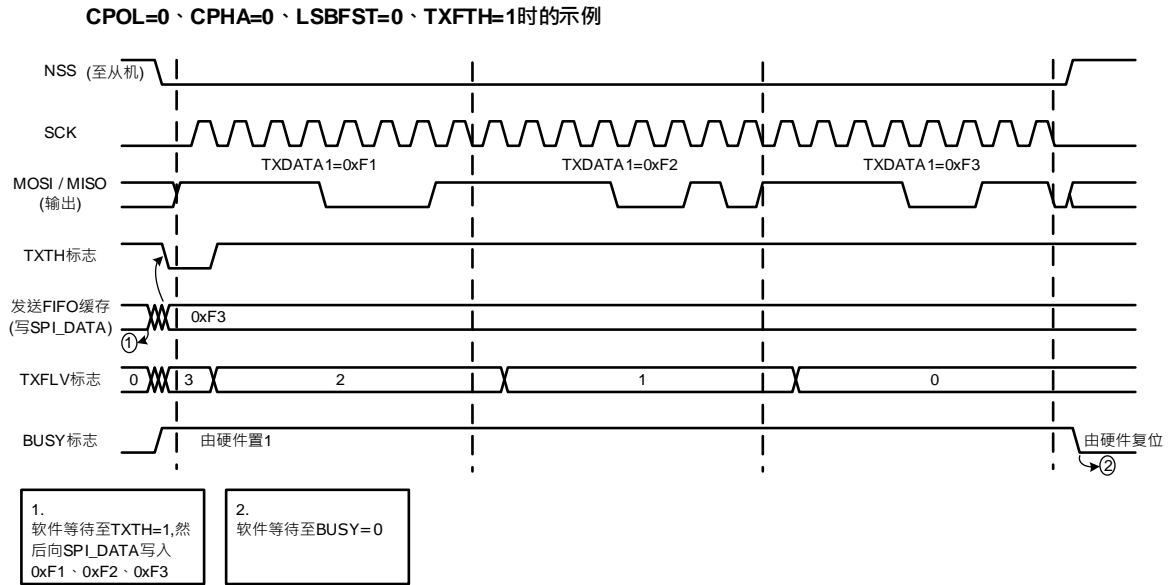 CPOL=0、CPHA=0、LSBFST=0、TXFTH=1时的示例
NSS (至从机)
SCK
TXDATA1=0xF1
TXDATA1=0xF2
TXDATA1=0xF3
MOSI / MISO
(输出)
TXTH标志
发送FIFO缓存
(写SPI_DATA)
0xF3
①
TXFLV标志
0
3
2
1
0
BUSY标志
由硬件置1
由硬件复位
②
1.
软件等待至TXTH=1,然
后向SPI_DATA写入
0xF1、0xF2、0xF3
2.
软件等待至BUSY=0